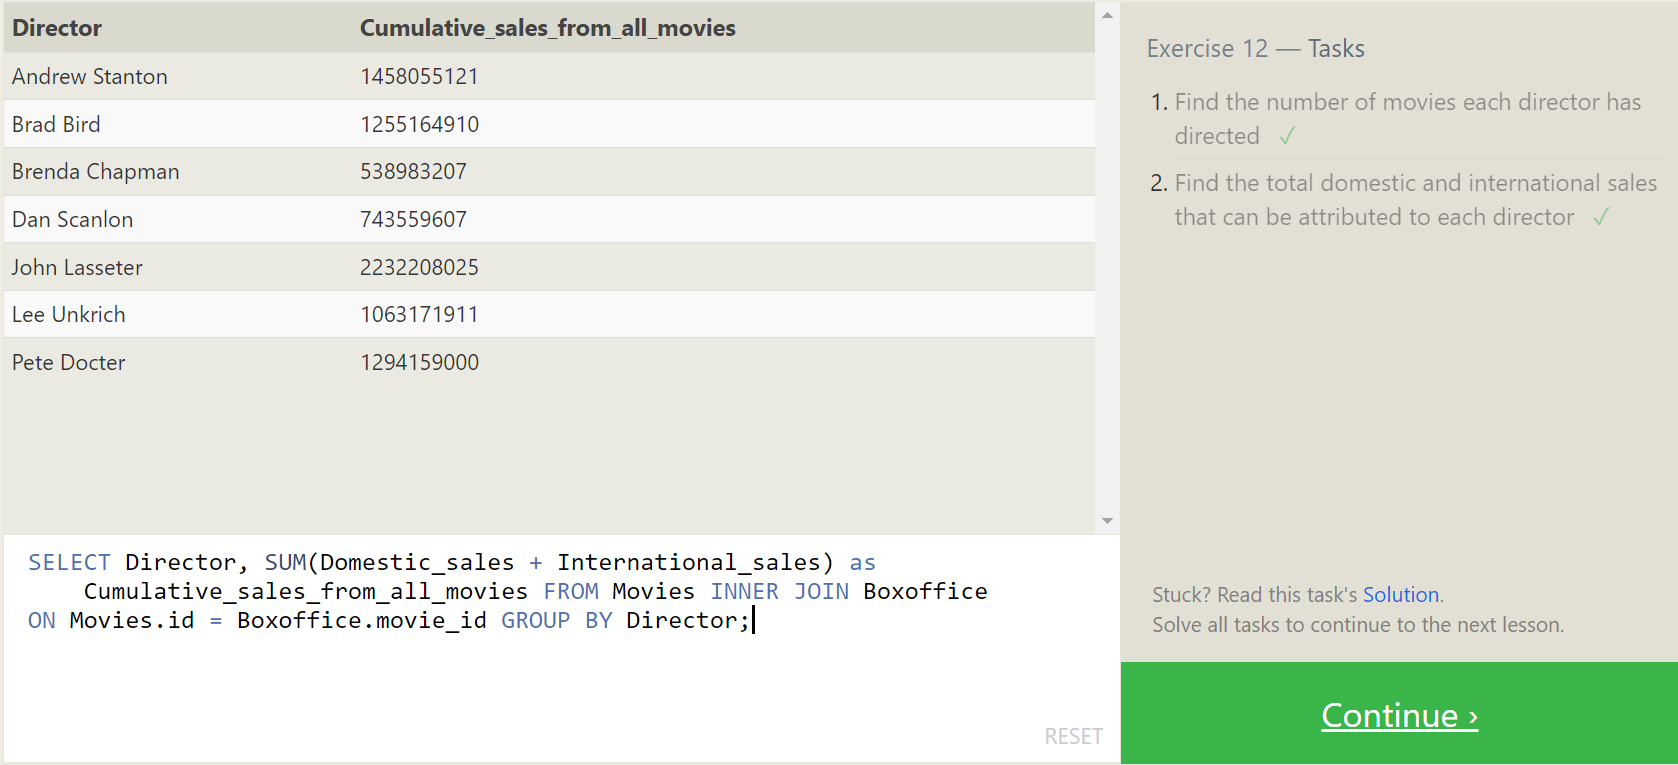 Director Cumulative_sales_from_all_movies
Andrew Stanton 1458055121
Brad Bird 1255164910
Brenda Chapman 538983207
Dan Scanlon 743559607
John Lasseter 2232208025
Lee Unkrich 1063171911
Pete Docter 1294159000
SELECT Director, SUM(Domestic_sales + International_sales) as
Cumulative_sales_from_all_movies FROM Movies INNER JOIN Boxoffice
ON Movies.id = Boxoffice.movie_id GROUP BY Director;
RESET
Exercise 12 — Tasks
1. Find the number of movies each director has
directed ✓
2. Find the total domestic and international sales
that can be attributed to each director ✓
Stuck? Read this task's Solution.
Solve all tasks to continue to the next lesson.
Continue ›